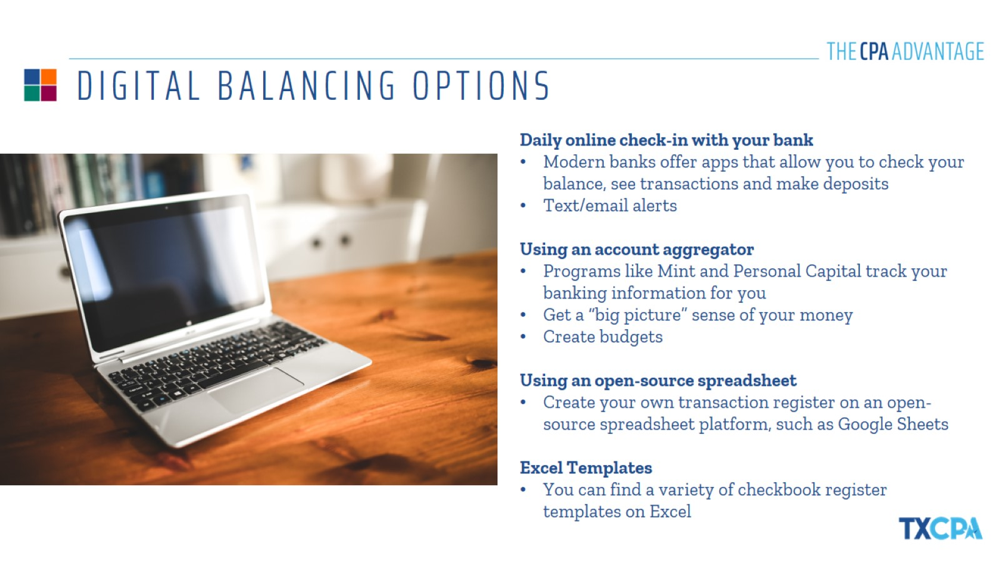 THE CPA ADVANTAGE
DIGITAL BALANCING OPTIONS
Daily online check-in with your bank
• Modern banks offer apps that allow you to check your
balance, see transactions and make deposits
• Text/email alerts
Using an account aggregator
• Programs like Mint and Personal Capital track your
banking information for you
• Get a “big picture” sense of your money
• Create budgets
Using an open-source spreadsheet
• Create your own transaction register on an open-
source spreadsheet platform, such as Google Sheets
Excel Templates
• You can find a variety of checkbook register
templates on Excel
TXCPA